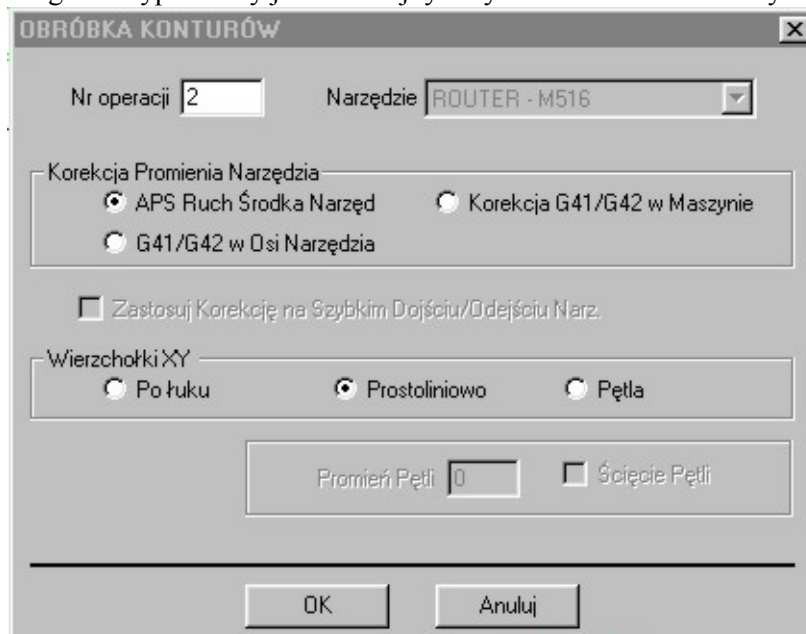 OBRÓBKA KONTURÓW
Nr operacji 2 Narzędzie ROUTER - M516
Korekcja Promienia Narzędzia
APS Ruch Środka Narzęd Korekcja G41/G42 w Maszynie
G41/G42 w Osi Narzędzia
Zastosuj Korekcję na Szybkim Dojściu/Odejściu Narz.
Wierzchołki XY
Po łuku Prostoliniowo Pętla
Promień Pętli 0 Ścięcie Pętli
OK Anuluj